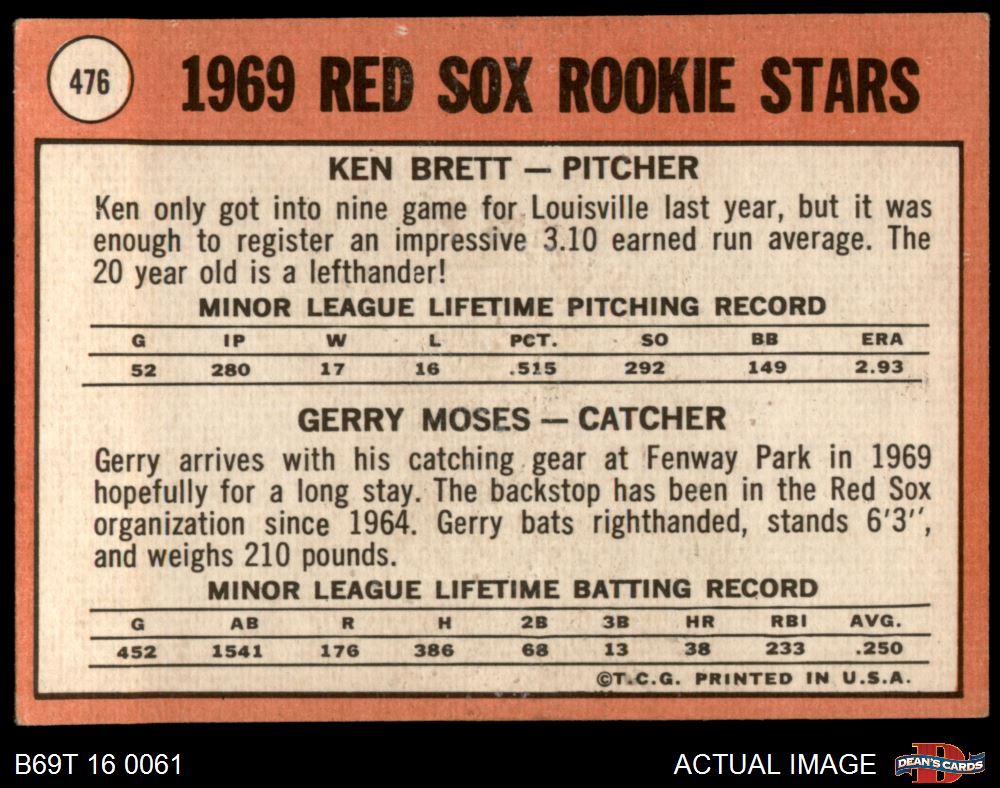 476
1969 RED SOX ROOKIE STARS
KEN BRETT — PITCHER
Ken only got into nine game for Louisville last year, but it was
enough to register an impressive 3.10 earned run average. The
20 year old is a lefthander!
MINOR LEAGUE LIFETIME PITCHING RECORD
G IP W L PCT. SO BB ERA
52 280 17 16 .515 292 149 2.93
GERRY MOSES — CATCHER
Gerry arrives with his catching gear at Fenway Park in 1969
hopefully for a long stay. The backstop has been in the Red Sox
organization since 1964. Gerry bats righthanded, stands 6'3'',
and weighs 210 pounds.
MINOR LEAGUE LIFETIME BATTING RECORD
G AB R H 2B 3B HR RBI AVG.
452 1541 176 386 68 13 38 233 .250
©T.C.G. PRINTED IN U.S.A.
B69T 16 0061
ACTUAL IMAGE
D
DEAN'S CARDS